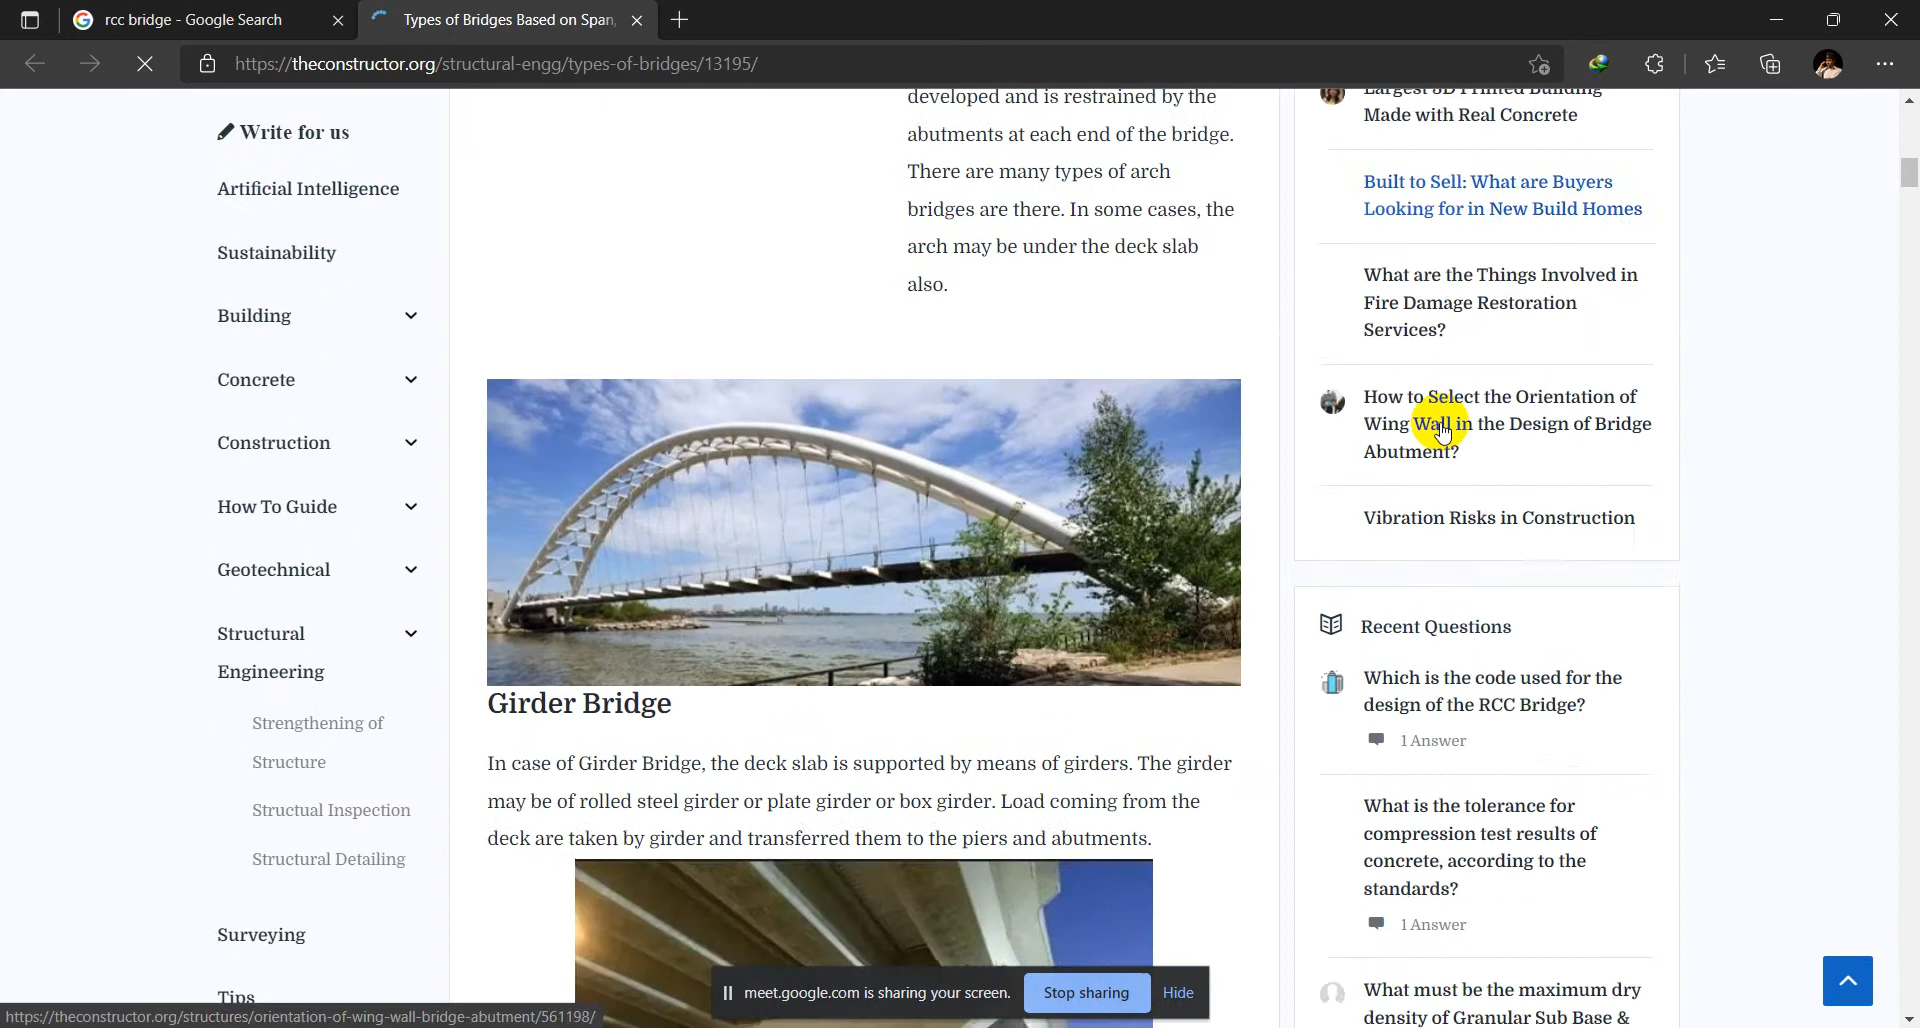 rcc bridge - Google Search
Types of Bridges Based on Span,
https://theconstructor.org/structural-engg/types-of-bridges/13195/
Write for us
Artificial Intelligence
Sustainability
Building
Concrete
Construction
How To Guide
Geotechnical
Structural
Engineering
Strengthening of
Structure
Structual Inspection
Structural Detailing
Surveying
Tips
developed and is restrained by the
abutments at each end of the bridge.
There are many types of arch
bridges are there. In some cases, the
arch may be under the deck slab
also.
Girder Bridge
In case of Girder Bridge, the deck slab is supported by means of girders. The girder
may be of rolled steel girder or plate girder or box girder. Load coming from the
deck are taken by girder and transferred them to the piers and abutments.
Largest 3D Printed Building
Made with Real Concrete
Built to Sell: What are Buyers
Looking for in New Build Homes
What are the Things Involved in
Fire Damage Restoration
Services?
How to Select the Orientation of
Wing Wall in the Design of Bridge
Abutment?
Vibration Risks in Construction
Recent Questions
Which is the code used for the
design of the RCC Bridge?
1 Answer
What is the tolerance for
compression test results of
concrete, according to the
standards?
1 Answer
What must be the maximum dry
density of Granular Sub Base &
meet.google.com is sharing your screen.
Stop sharing
Hide
https://theconstructor.org/structures/orientation-of-wing-wall-bridge-abutment/561198/